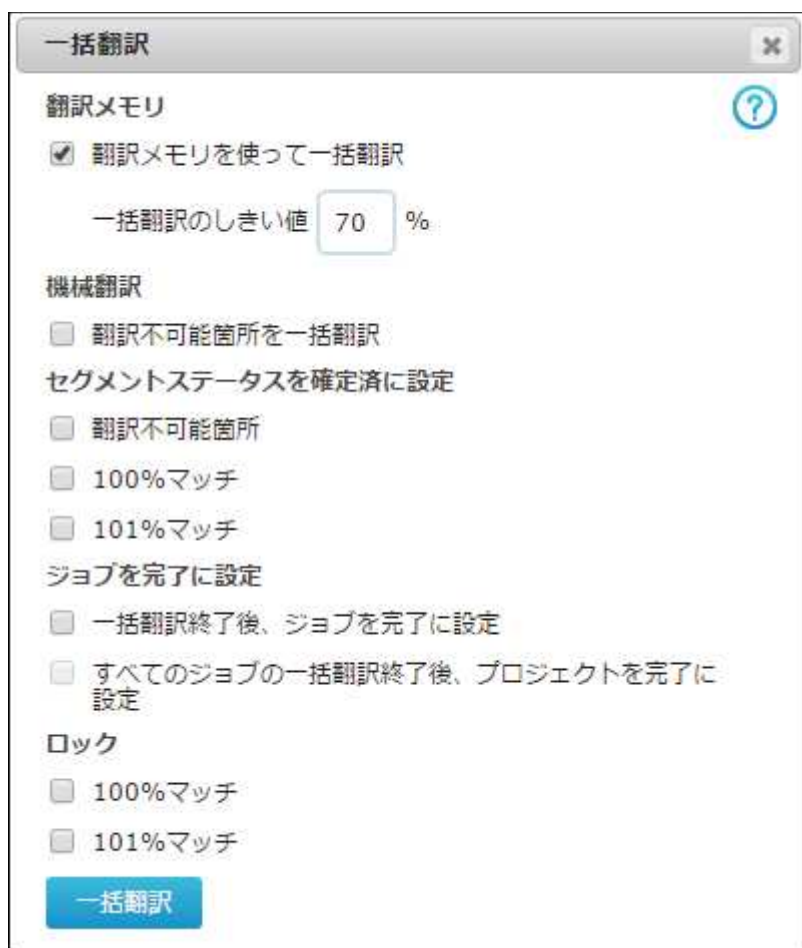 一括翻訳
翻訳メモリ
翻訳メモリを使って一括翻訳
一括翻訳のしきい値 70 %
機械翻訳
翻訳不可能箇所を一括翻訳
セグメントステータスを確定済に設定
翻訳不可能箇所
100%マッチ
101%マッチ
ジョブを完了に設定
一括翻訳終了後、ジョブを完了に設定
すべてのジョブの一括翻訳終了後、プロジェクトを完了に
設定
ロック
100%マッチ
101%マッチ
一括翻訳